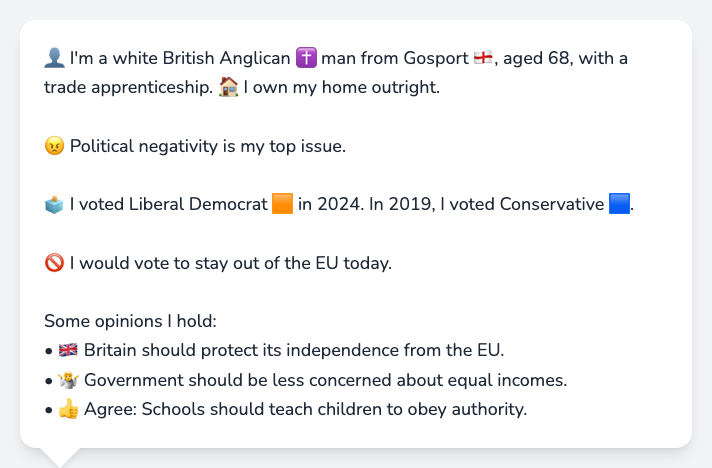 👤 I'm a white British Anglican ✝️ man from Gosport 🏴󠁧󠁢󠁥󠁮󠁧󠁿, aged 68, with a
trade apprenticeship. 🏠 I own my home outright.
😠 Political negativity is my top issue.
🗳️ I voted Liberal Democrat 🟧 in 2024. In 2019, I voted Conservative 🟦.
🚫 I would vote to stay out of the EU today.
Some opinions I hold:
• 🇬🇧 Britain should protect its independence from the EU.
• 🤷 Government should be less concerned about equal incomes.
• 👍 Agree: Schools should teach children to obey authority.